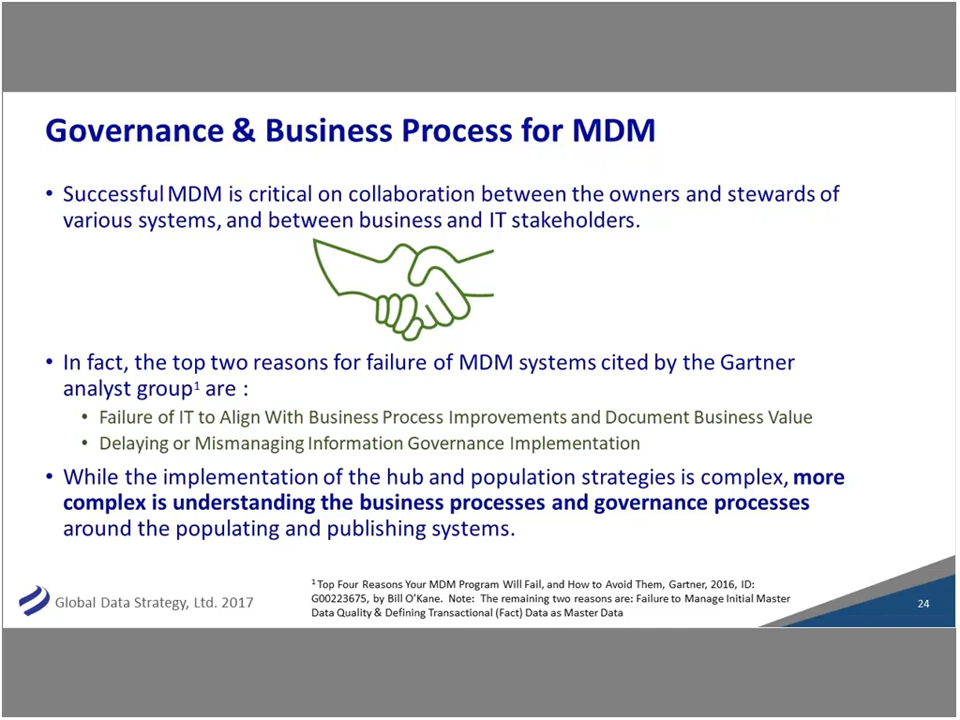 Governance & Business Process for MDM
• Successful MDM is critical on collaboration between the owners and stewards of
various systems, and between business and IT stakeholders.
• In fact, the top two reasons for failure of MDM systems cited by the Gartner
analyst group¹ are :
• Failure of IT to Align With Business Process Improvements and Document Business Value
• Delaying or Mismanaging Information Governance Implementation
• While the implementation of the hub and population strategies is complex, more
complex is understanding the business processes and governance processes
around the populating and publishing systems.
¹ Top Four Reasons Your MDM Program Will Fail, and How to Avoid Them, Gartner, 2016, ID:
G00223675, by Bill O’Kane. Note: The remaining two reasons are: Failure to Manage Initial Master
Data Quality & Defining Transactional (Fact) Data as Master Data
Global Data Strategy, Ltd. 2017
24